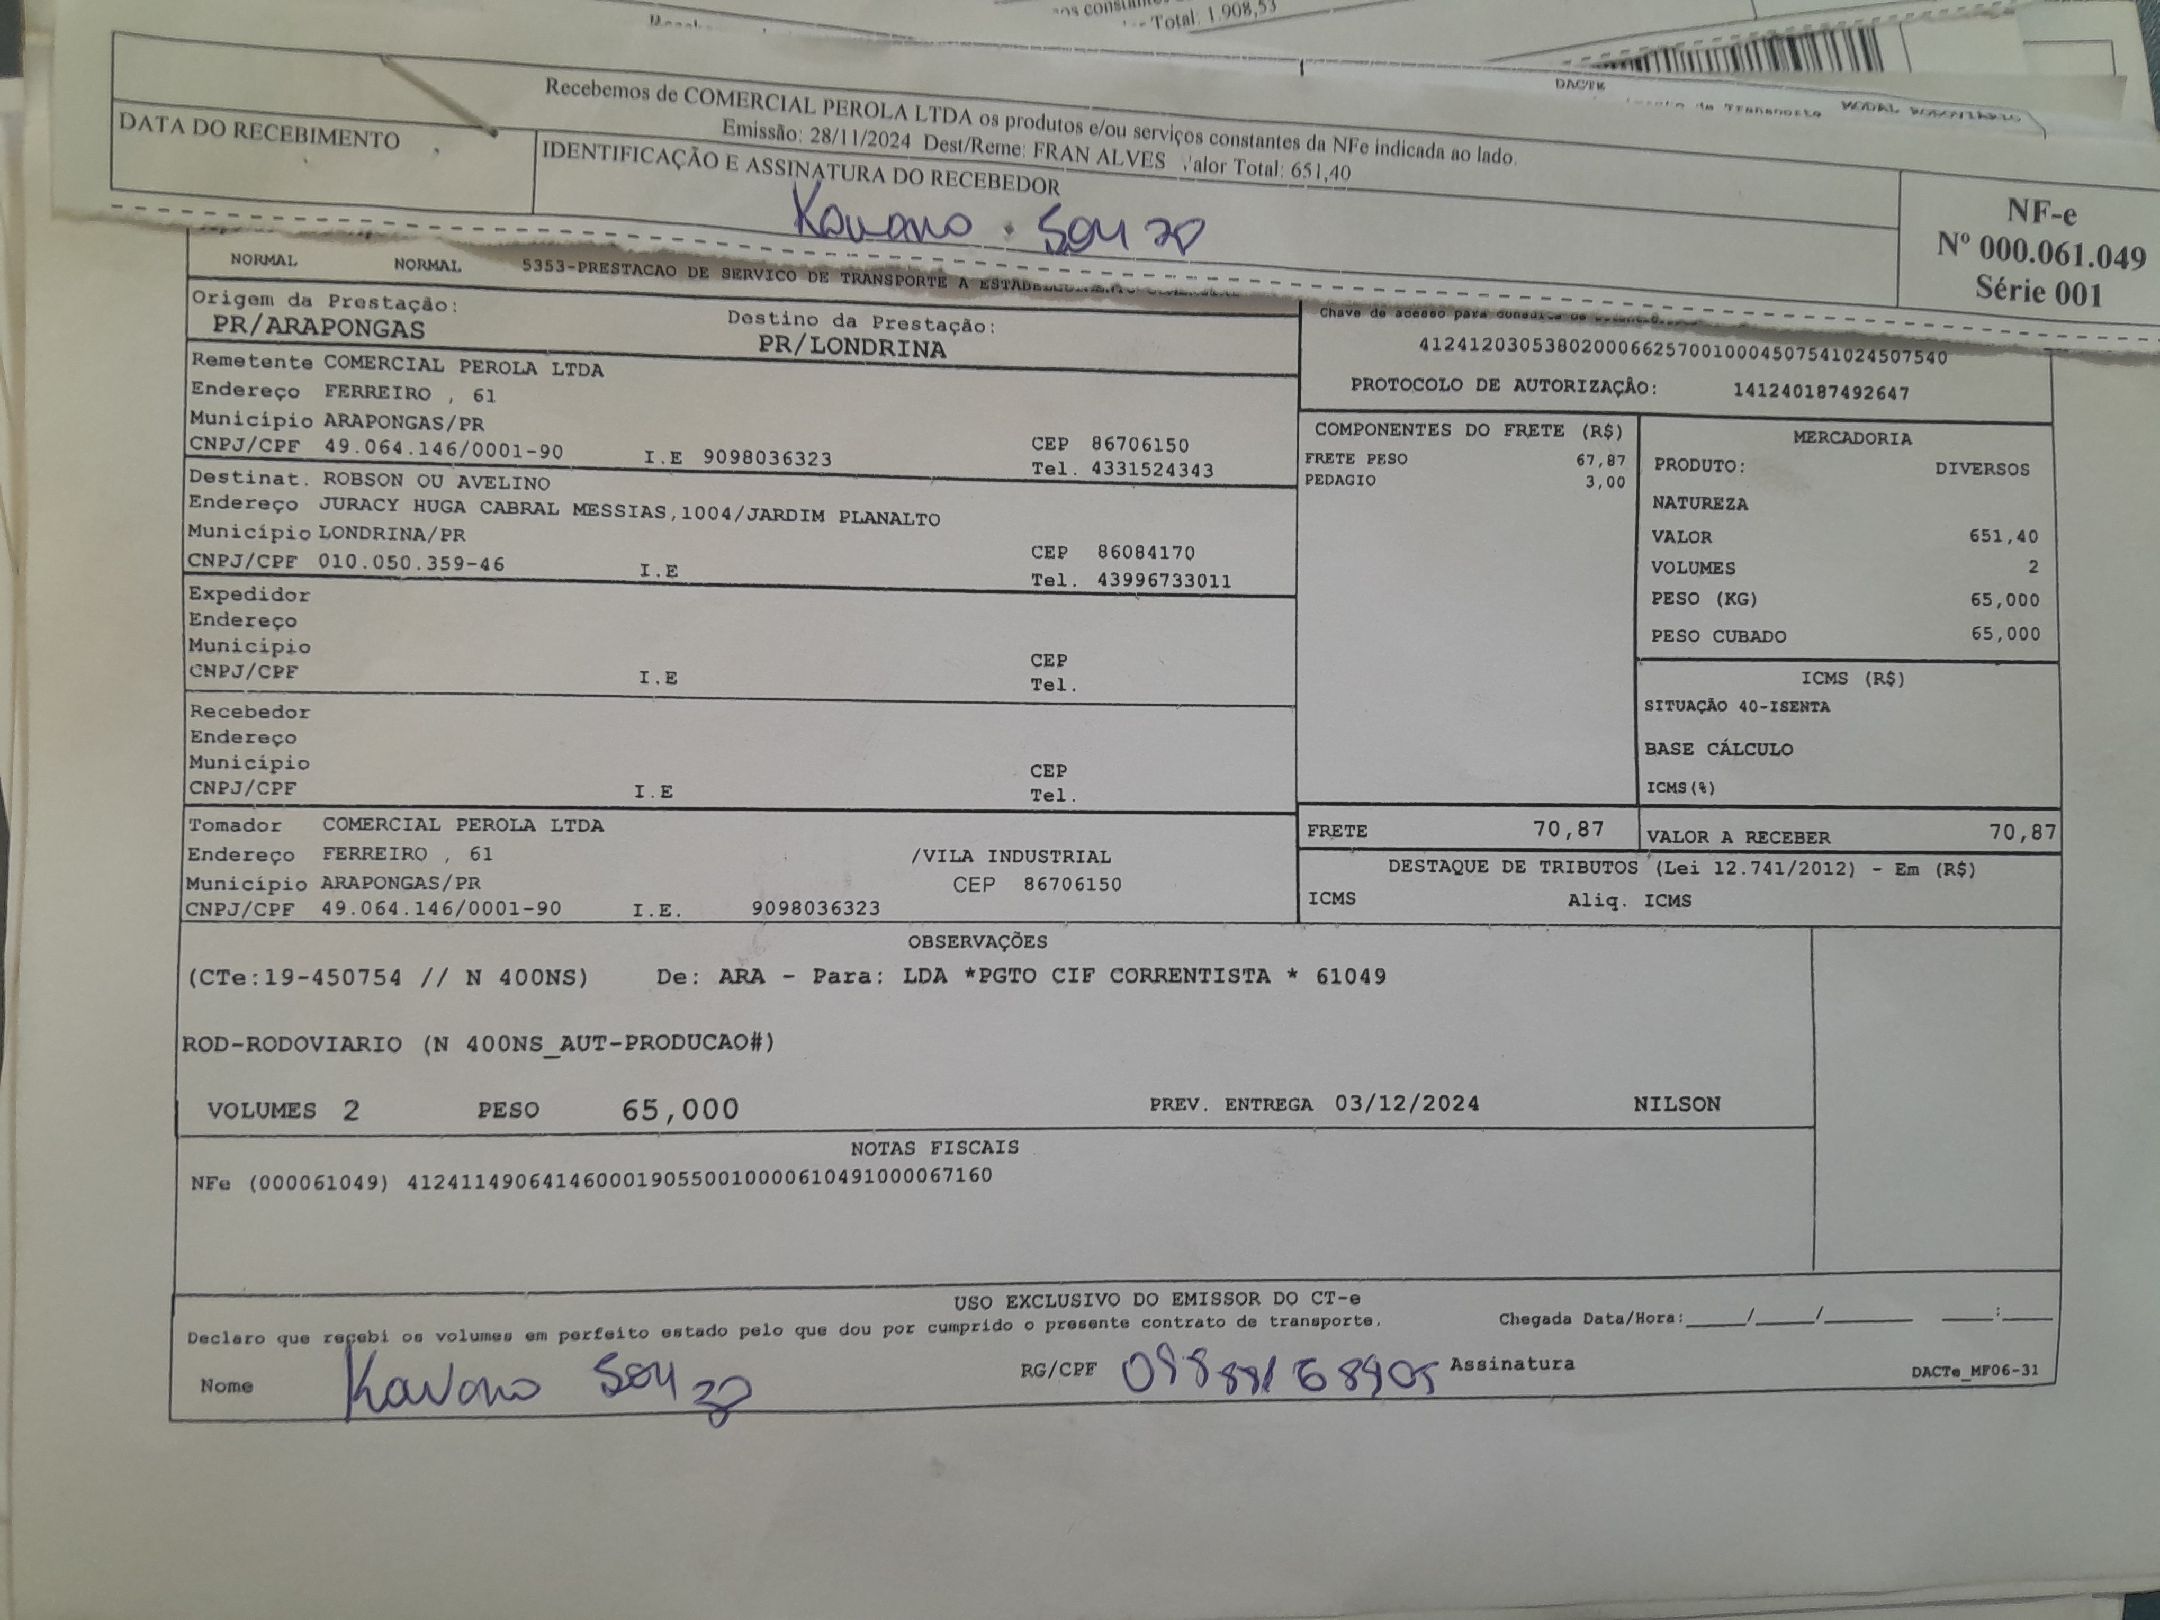 Total: 1.908,53
DACTE
MODAL RODOVIARIO
Recebemos de COMERCIAL PEROLA LTDA os produtos e/ou serviços constantes da NFe indicada ao lado.
Emissão: 28/11/2024 Dest/Reme: FRAN ALVES Valor Total: 651,40
DATA DO RECEBIMENTO
IDENTIFICAÇÃO E ASSINATURA DO RECEBEDOR
NF-e
Nº 000.061.049
Série 001
NORMAL NORMAL 5353-PRESTACAO DE SERVICO DE TRANSPORTE A
Origem da Prestação: Destino da Prestação:
PR/ARAPONGAS PR/LONDRINA
Chave de acesso para consulta
41241203053802000662570010004507541024507540
PROTOCOLO DE AUTORIZAÇÃO: 141240187492647
Remetente COMERCIAL PEROLA LTDA
Endereço FERREIRO , 61
Município ARAPONGAS/PR CEP 86706150
CNPJ/CPF 49.064.146/0001-90 I.E 9098036323 Tel. 4331524343
Destinat. ROBSON OU AVELINO
Endereço JURACY HUGA CABRAL MESSIAS,1004/JARDIM PLANALTO
Município LONDRINA/PR CEP 86084170
CNPJ/CPF 010.050.359-46 I.E Tel. 43996733011
Expedidor
Endereço
Município CEP
CNPJ/CPF I.E Tel.
Recebedor
Endereço
Município CEP
CNPJ/CPF I.E Tel.
Tomador COMERCIAL PEROLA LTDA
Endereço FERREIRO , 61 /VILA INDUSTRIAL
Município ARAPONGAS/PR CEP 86706150
CNPJ/CPF 49.064.146/0001-90 I.E. 9098036323
COMPONENTES DO FRETE (R$)
FRETE PESO 67,87
PEDAGIO 3,00
MERCADORIA
PRODUTO: DIVERSOS
NATUREZA
VALOR 651,40
VOLUMES 2
PESO (KG) 65,000
PESO CUBADO 65,000
ICMS (R$)
SITUAÇÃO 40-ISENTA
BASE CÁLCULO
ICMS(%)
FRETE 70,87 VALOR A RECEBER 70,87
DESTAQUE DE TRIBUTOS (Lei 12.741/2012) - Em (R$)
ICMS Aliq. ICMS
OBSERVAÇÕES
(CTe:19-450754 // N 400NS) De: ARA - Para: LDA *PGTO CIF CORRENTISTA * 61049
ROD-RODOVIARIO (N 400NS_AUT-PRODUCAO#)
VOLUMES 2 PESO 65,000 PREV. ENTREGA 03/12/2024 NILSON
NOTAS FISCAIS
NFe (000061049) 41241149064146000190550010000610491000067160
USO EXCLUSIVO DO EMISSOR DO CT-e
Declaro que recebi os volumes em perfeito estado pelo que dou por cumprido o presente contrato de transporte. Chegada Data/Hora:_____/_____/_______ ____:____
Nome RG/CPF Assinatura DACTe_MF06-31